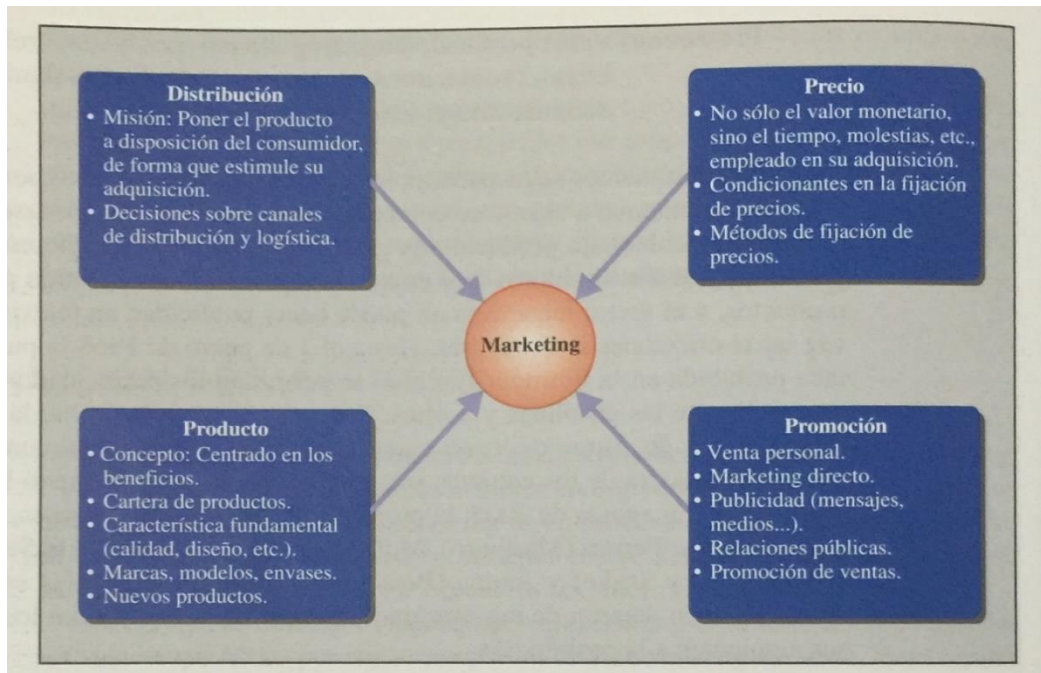 Distribución
• Misión: Poner el producto
a disposición del consumidor,
de forma que estimule su
adquisición.
• Decisiones sobre canales
de distribución y logística.
Precio
• No sólo el valor monetario,
sino el tiempo, molestias, etc.,
empleado en su adquisición.
• Condicionantes en la fijación
de precios.
• Métodos de fijación de
precios.
Marketing
Producto
• Concepto: Centrado en los
beneficios.
• Cartera de productos.
• Característica fundamental
(calidad, diseño, etc.).
• Marcas, modelos, envases.
• Nuevos productos.
Promoción
• Venta personal.
• Marketing directo.
• Publicidad (mensajes,
medios...).
• Relaciones públicas.
• Promoción de ventas.